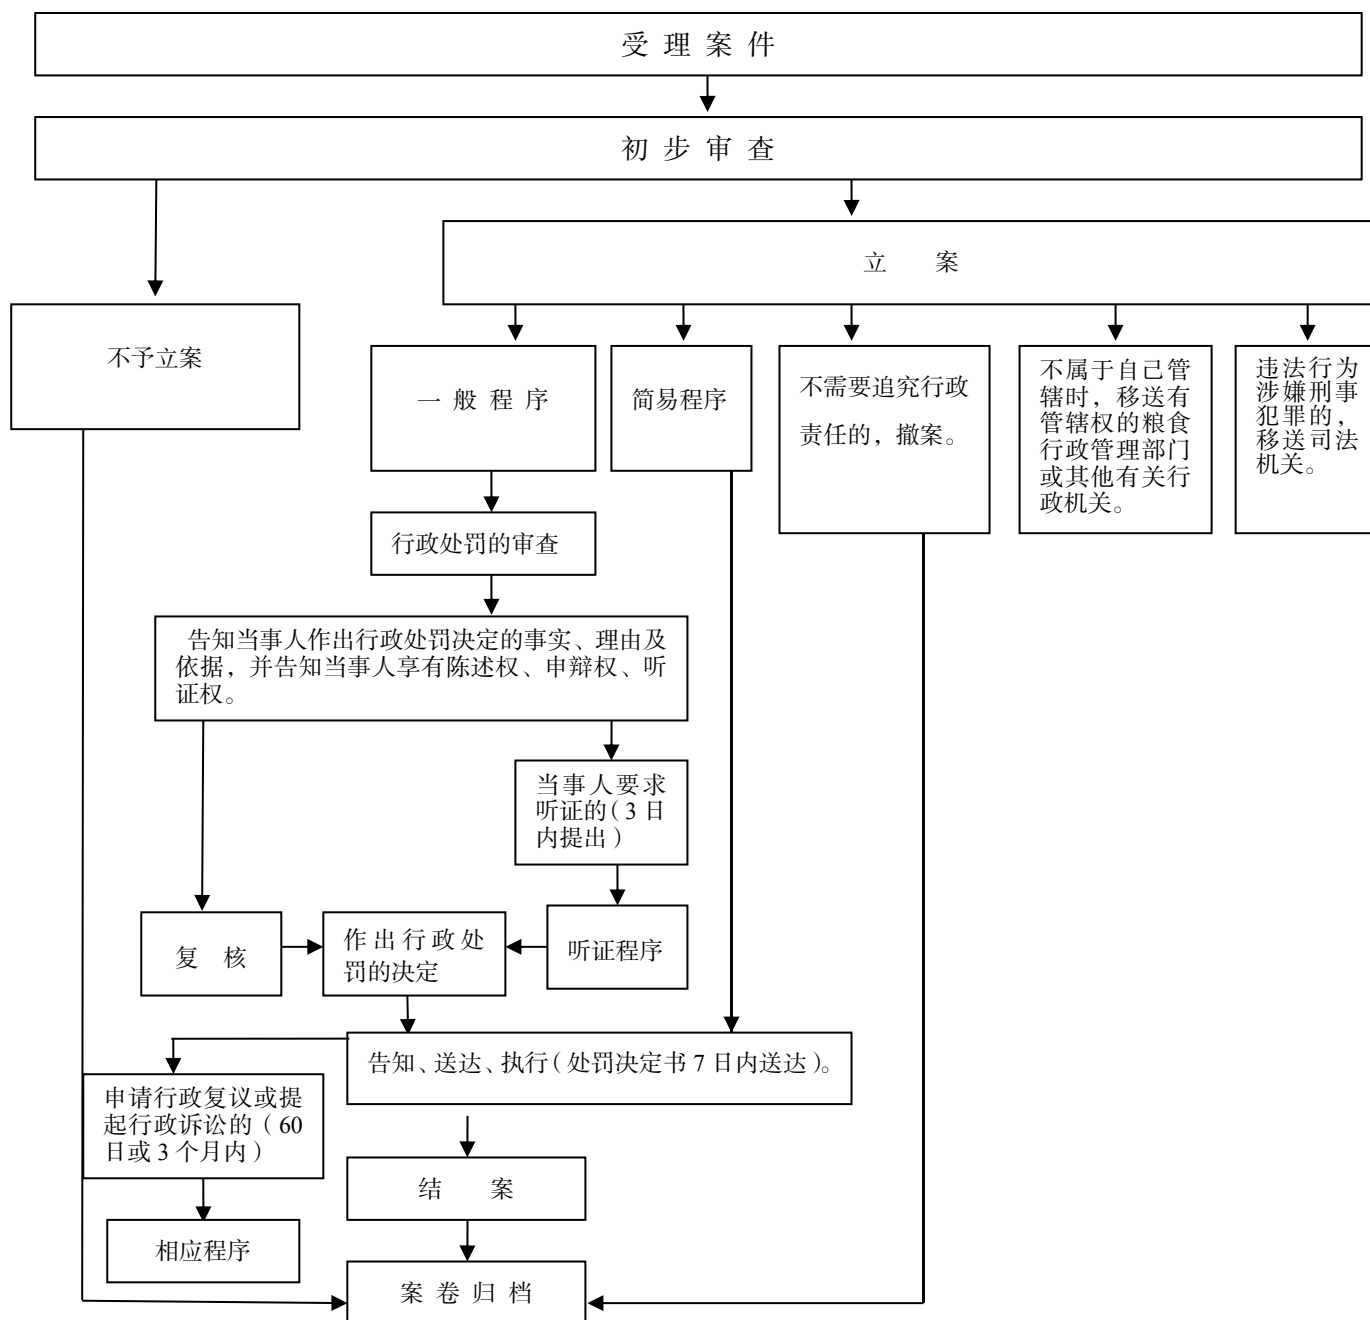 受理案件
初步审查
立 案
不予立案
一般程序
简易程序
不需要追究行政
责任的，撤案。
不属于自己管
辖时，移送有
管辖权的粮食
行政管理部门
或其他有关行
政机关。
违法行为
涉嫌刑事
犯罪的，
移送司法
机关。
行政处罚的审查
告知当事人作出行政处罚决定的事实、理由及
依据，并告知当事人享有陈述权、申辩权、听
证权。
当事人要求
听证的（3 日
内提出）
复 核
作出行政处
罚的决定
听证程序
告知、送达、执行（处罚决定书 7 日内送达）。
申请行政复议或提
起行政诉讼的（60
日或 3 个月内）
结 案
相应程序
案卷归档